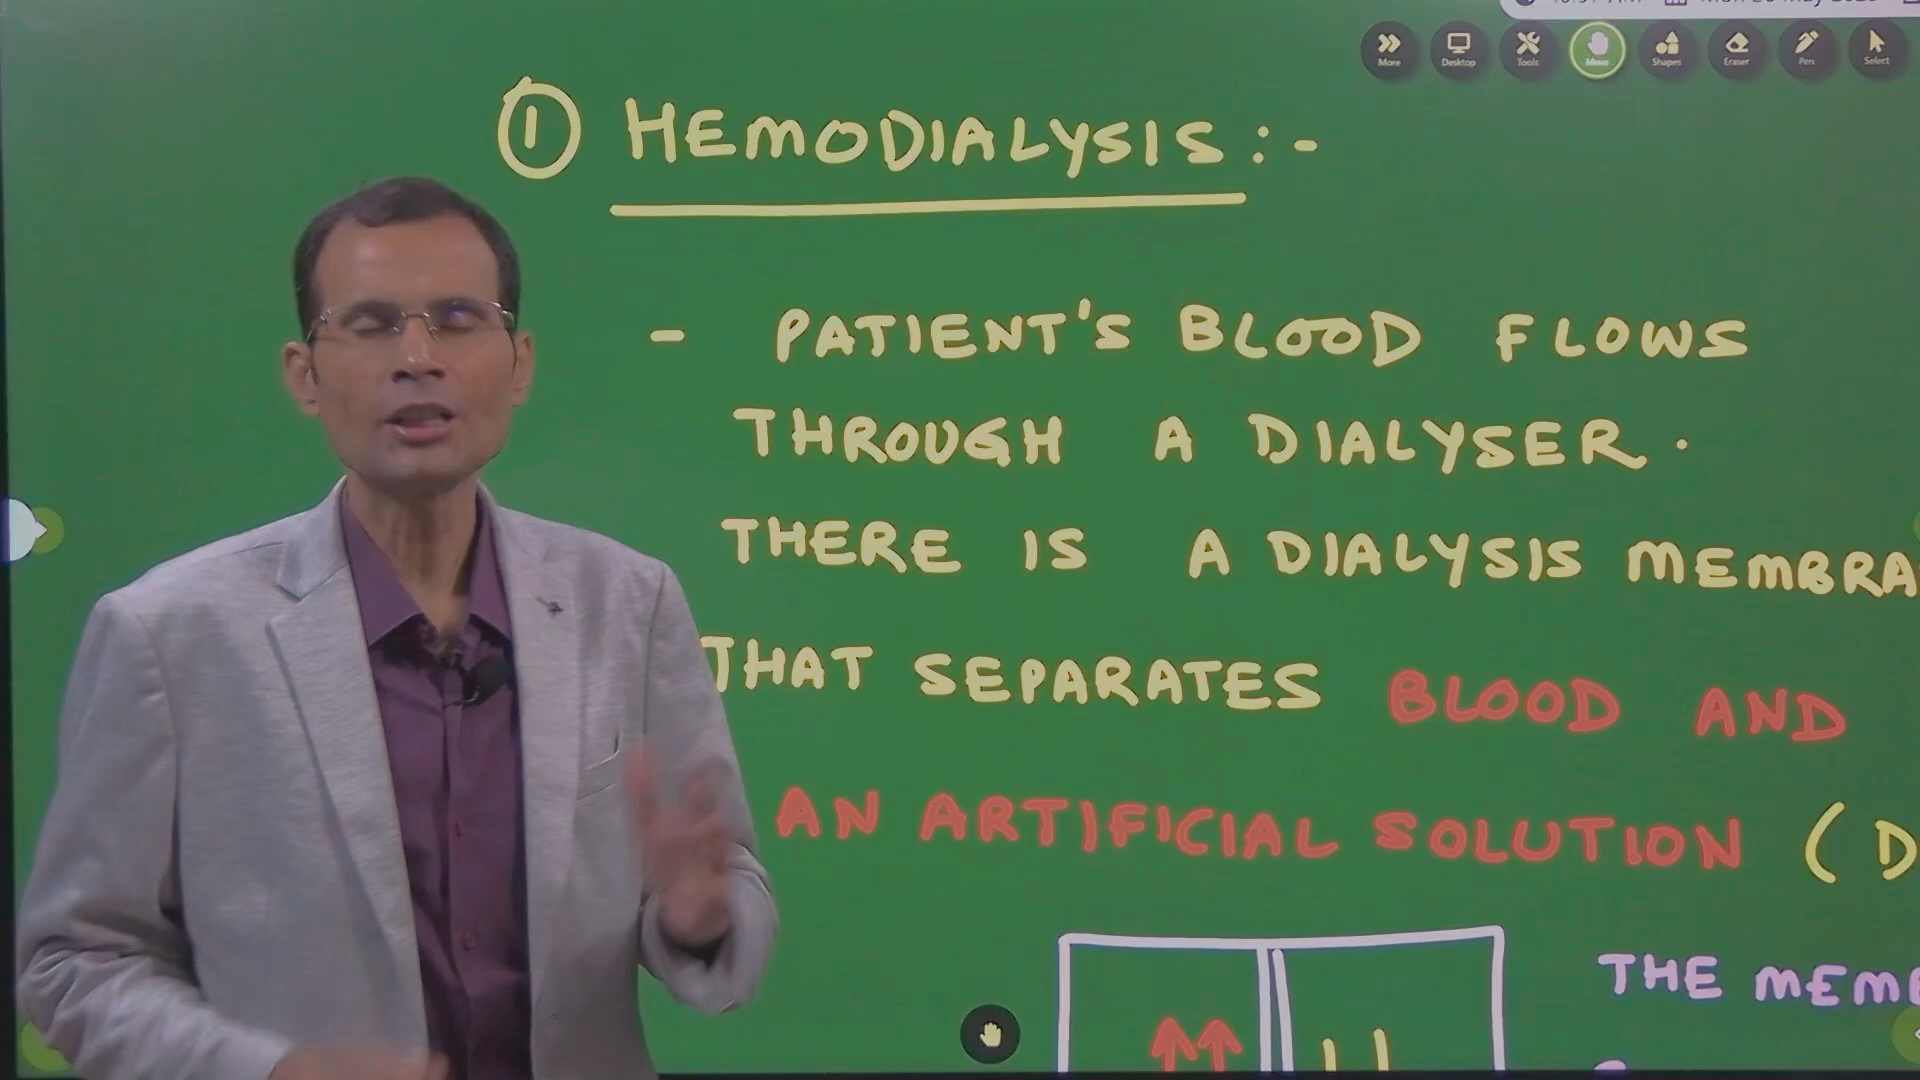 More
Desktop
Tools
Move
Shapes
Eraser
Pen
Select
1 HEMODIALYSIS :-
- PATIENT'S BLOOD FLOWS
THROUGH A DIALYSER.
THERE IS A DIALYSIS MEMBRA
THAT SEPARATES BLOOD AND
AN ARTIFICIAL SOLUTION (D
THE MEMB